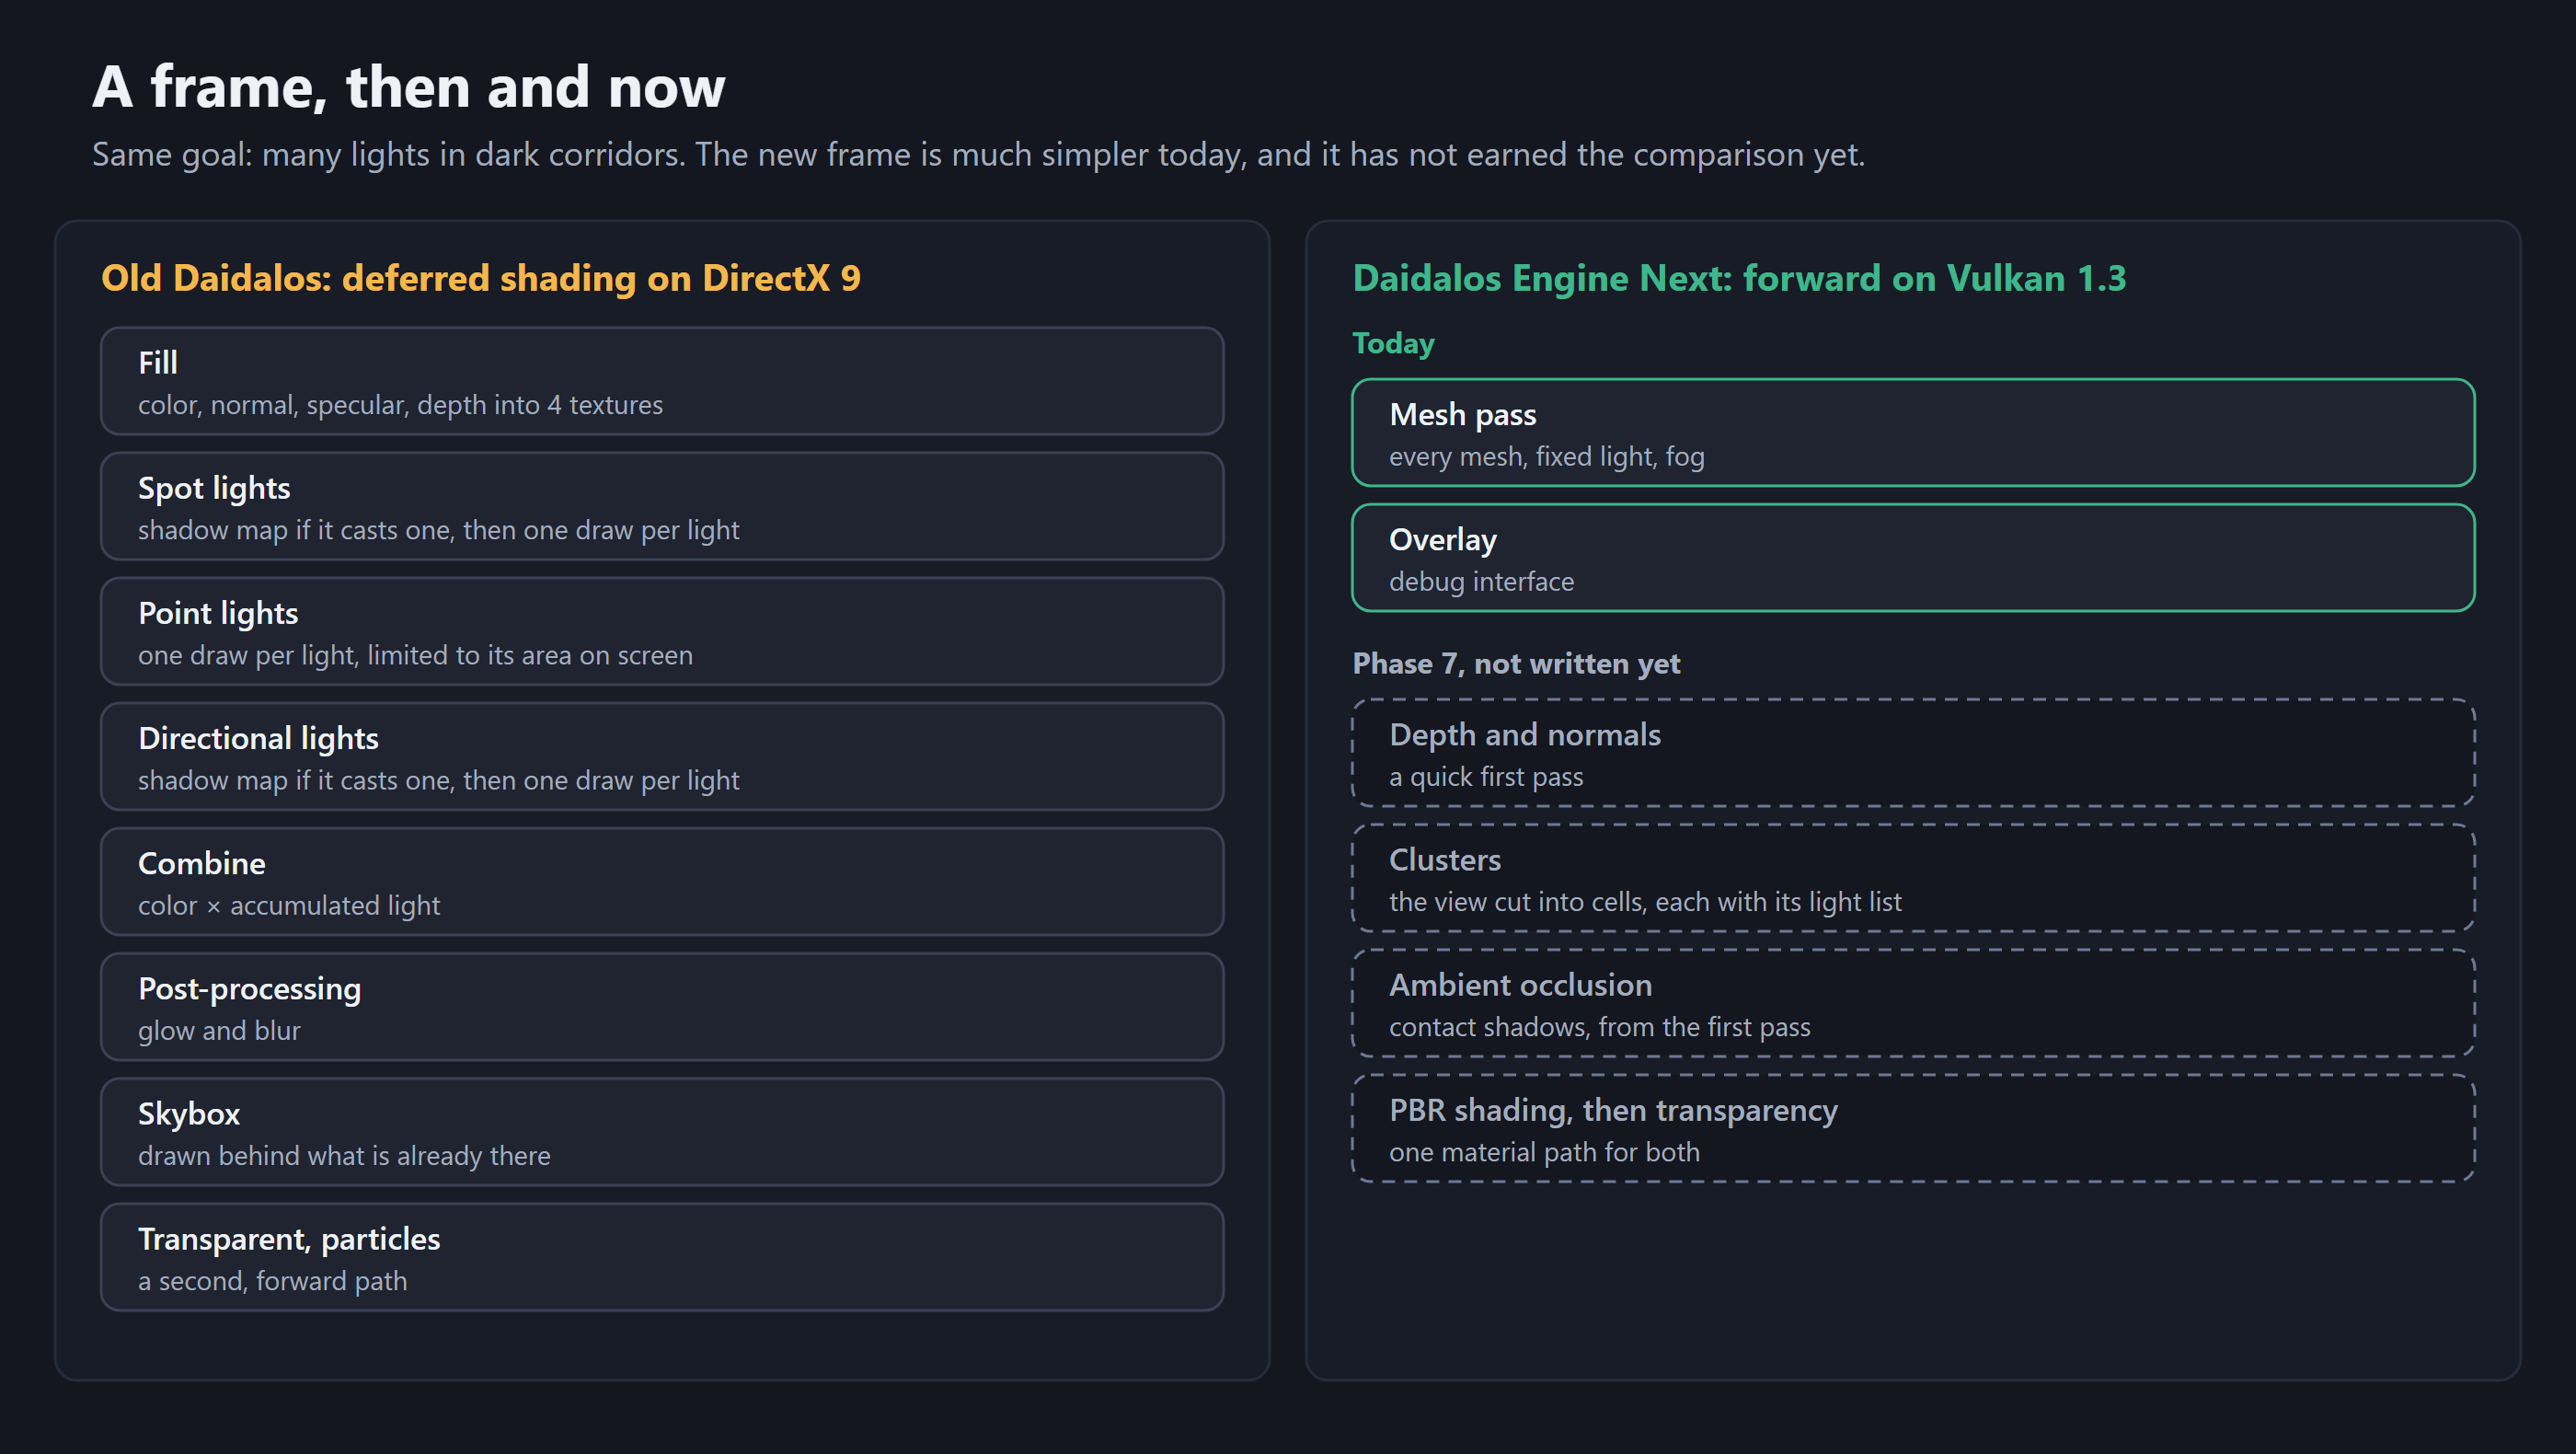 A frame, then and now
Same goal: many lights in dark corridors. The new frame is much simpler today, and it has not earned the comparison yet.
Old Daidalos: deferred shading on DirectX 9
Fill
color, normal, specular, depth into 4 textures
Spot lights
shadow map if it casts one, then one draw per light
Point lights
one draw per light, limited to its area on screen
Directional lights
shadow map if it casts one, then one draw per light
Combine
color × accumulated light
Post-processing
glow and blur
Skybox
drawn behind what is already there
Transparent, particles
a second, forward path
Daidalos Engine Next: forward on Vulkan 1.3
Today
Mesh pass
every mesh, fixed light, fog
Overlay
debug interface
Phase 7, not written yet
Depth and normals
a quick first pass
Clusters
the view cut into cells, each with its light list
Ambient occlusion
contact shadows, from the first pass
PBR shading, then transparency
one material path for both